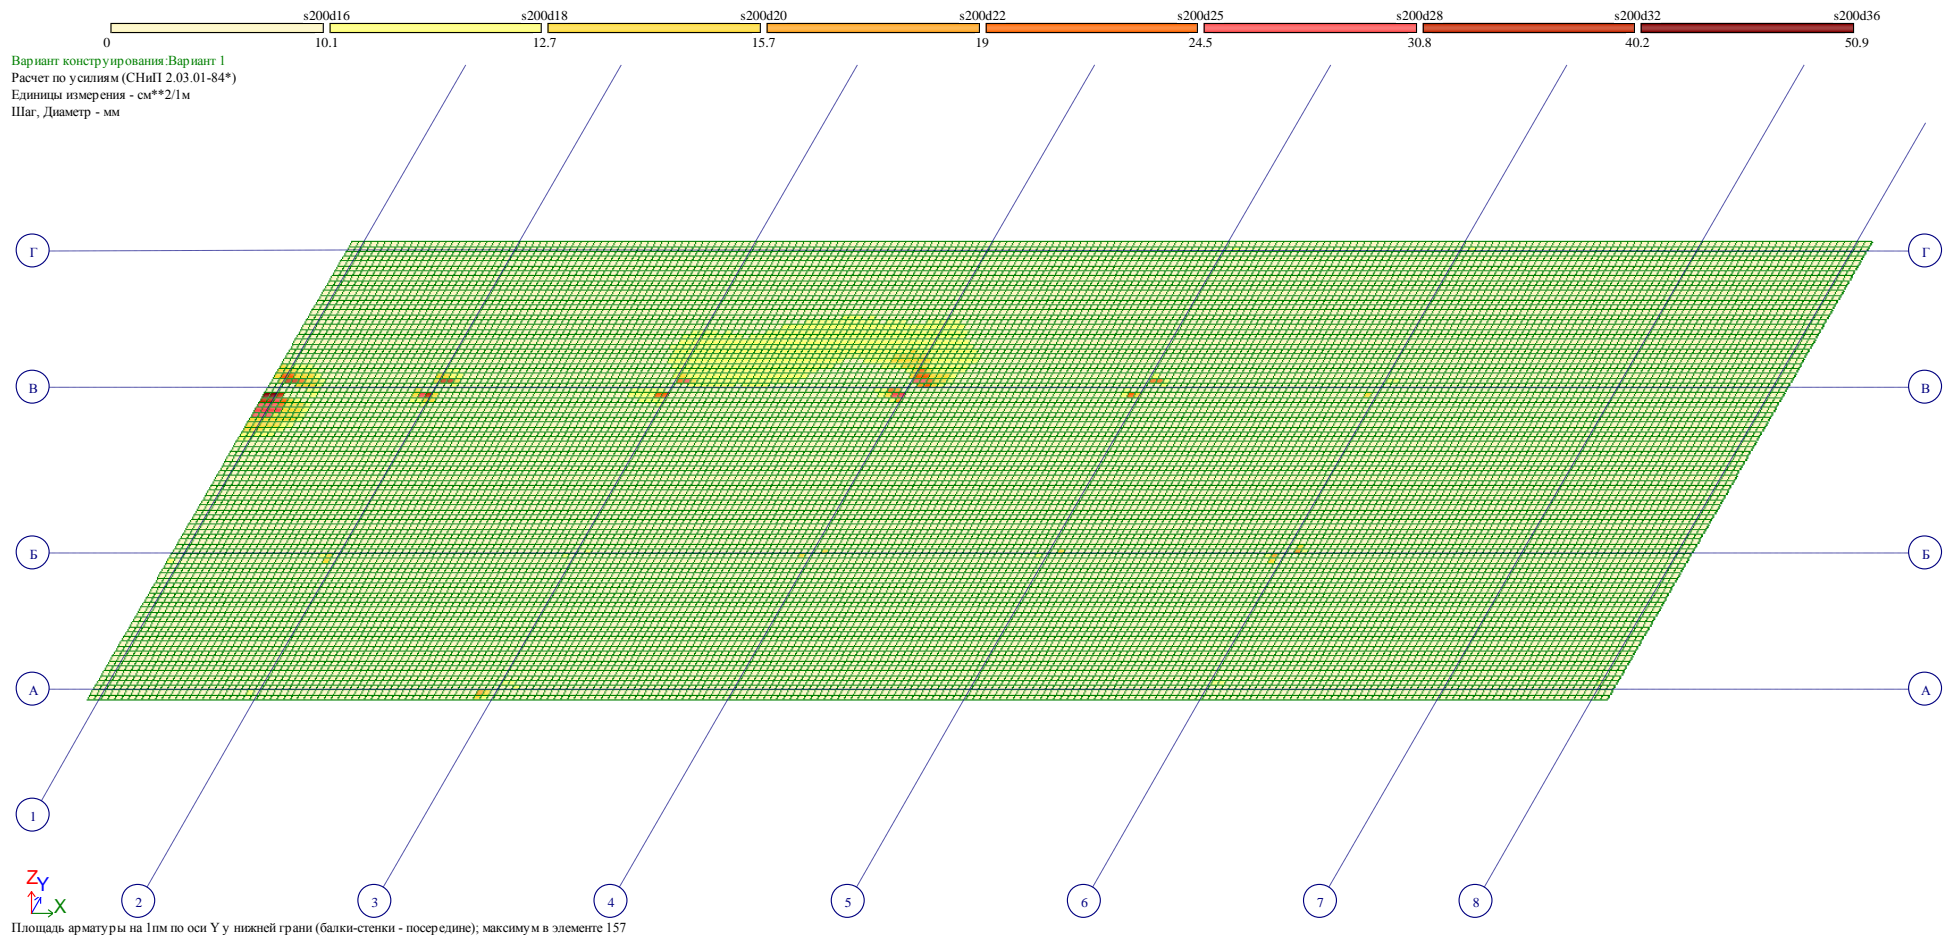 s200d16 s200d18 s200d20 s200d22 s200d25 s200d28 s200d32 s200d36
0 10.1 12.7 15.7 19 24.5 30.8 40.2 50.9
Вариант конструирования:Вариант 1
Расчет по усилиям (СНиП 2.03.01-84*)
Единицы измерения - см**2/1м
Шаг, Диаметр - мм
Г Г
В В
Б Б
А А
1
Z
Y
X
2 3 4 5 6 7 8
Площадь арматуры на 1пм по оси Y у нижней грани (балки-стенки - посередине); максимум в элементе 157